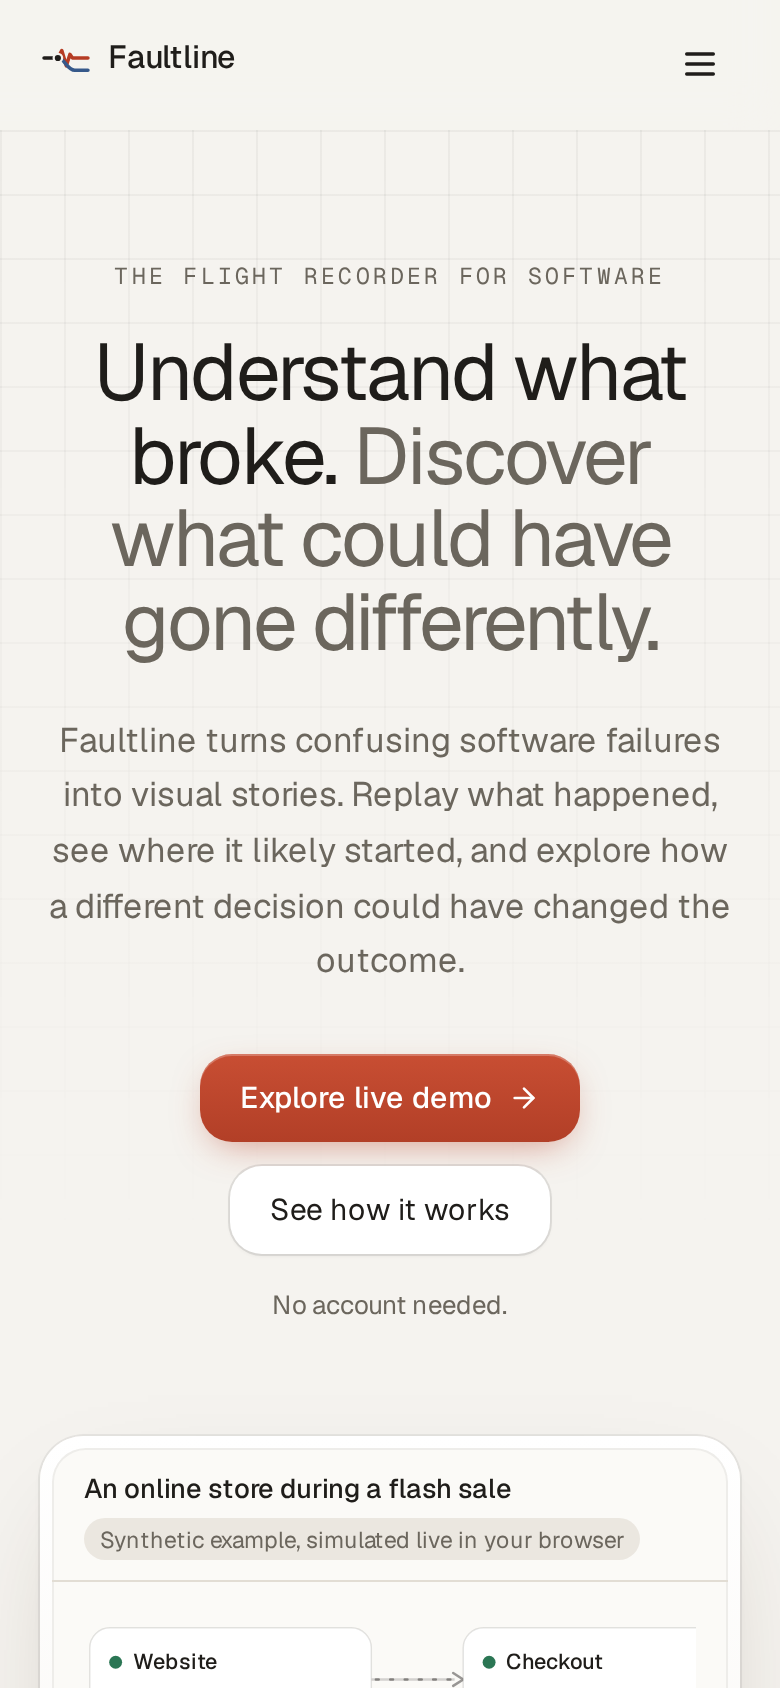 Faultline
THE FLIGHT RECORDER FOR SOFTWARE
Understand what
broke. Discover
what could have
gone differently.
Faultline turns confusing software failures
into visual stories. Replay what happened,
see where it likely started, and explore how
a different decision could have changed the
outcome.
Explore live demo →
See how it works
No account needed.
An online store during a flash sale
Synthetic example, simulated live in your browser
Website
Checkout